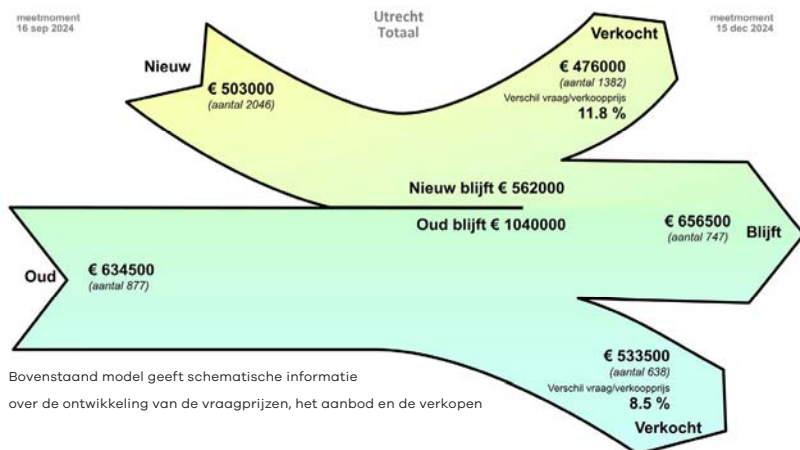 meetmoment
16 sep 2024
Utrecht
Totaal
meetmoment
15 dec 2024
Nieuw
€ 503000
(aantal 2046)
Verkocht
€ 476000
(aantal 1382)
Verschil vraag/verkoopprijs
11.8 %
Nieuw blijft € 562000
Oud blijft € 1040000
€ 656500
(aantal 747)
Blijft
Oud
€ 634500
(aantal 877)
€ 533500
(aantal 638)
Verschil vraag/verkoopprijs
8.5 %
Verkocht
Bovenstaand model geeft schematische informatie
over de ontwikkeling van de vraagprijzen, het aanbod en de verkopen